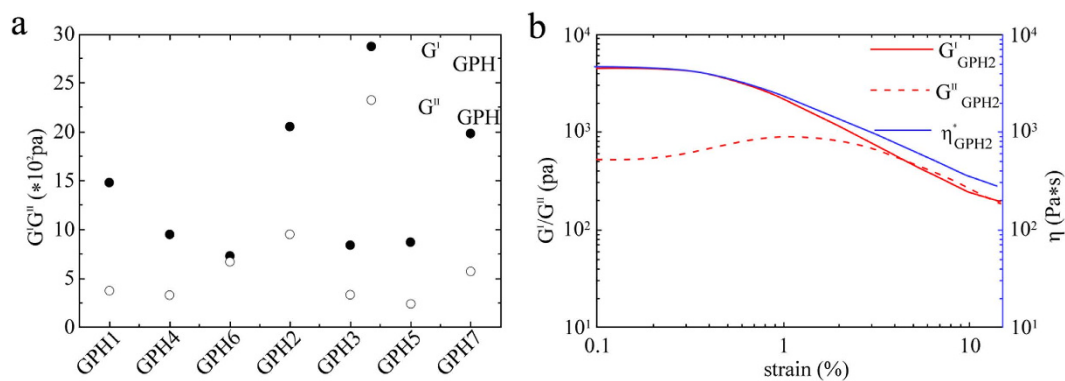 a
30
25
20
15
10
5
0
G'G'' (*10²pa)
G'
GPH
G''
GPH
GPH1
GPH4
GPH6
GPH2
GPH3
GPH5
GPH7
b
10⁴
10³
10²
10¹
G'/G'' (pa)
G'GPH2
G''GPH2
η*GPH2
10⁴
10³
10²
10¹
η (Pa*s)
0.1
1
10
strain (%)